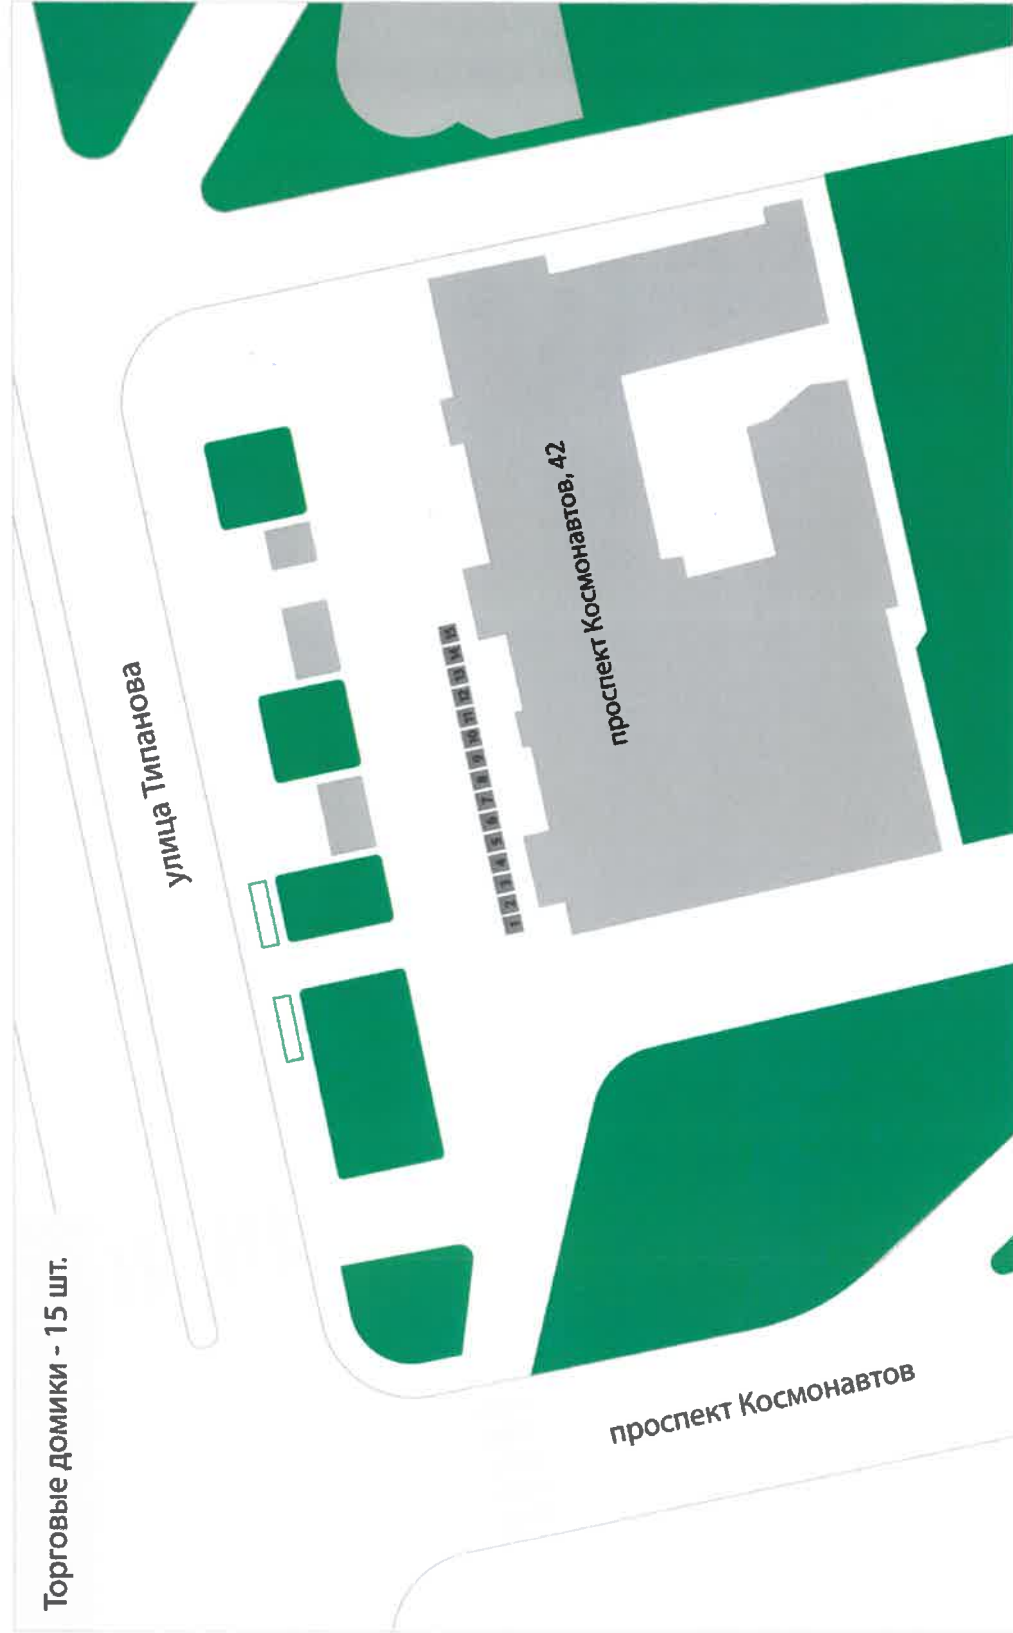 Торговые домики - 15 шт.
улица Типанова
1 2 3 4 5 6 7 8 9 10 11 12 13 14 15
проспект Космонавтов, 42
проспект Космонавтов